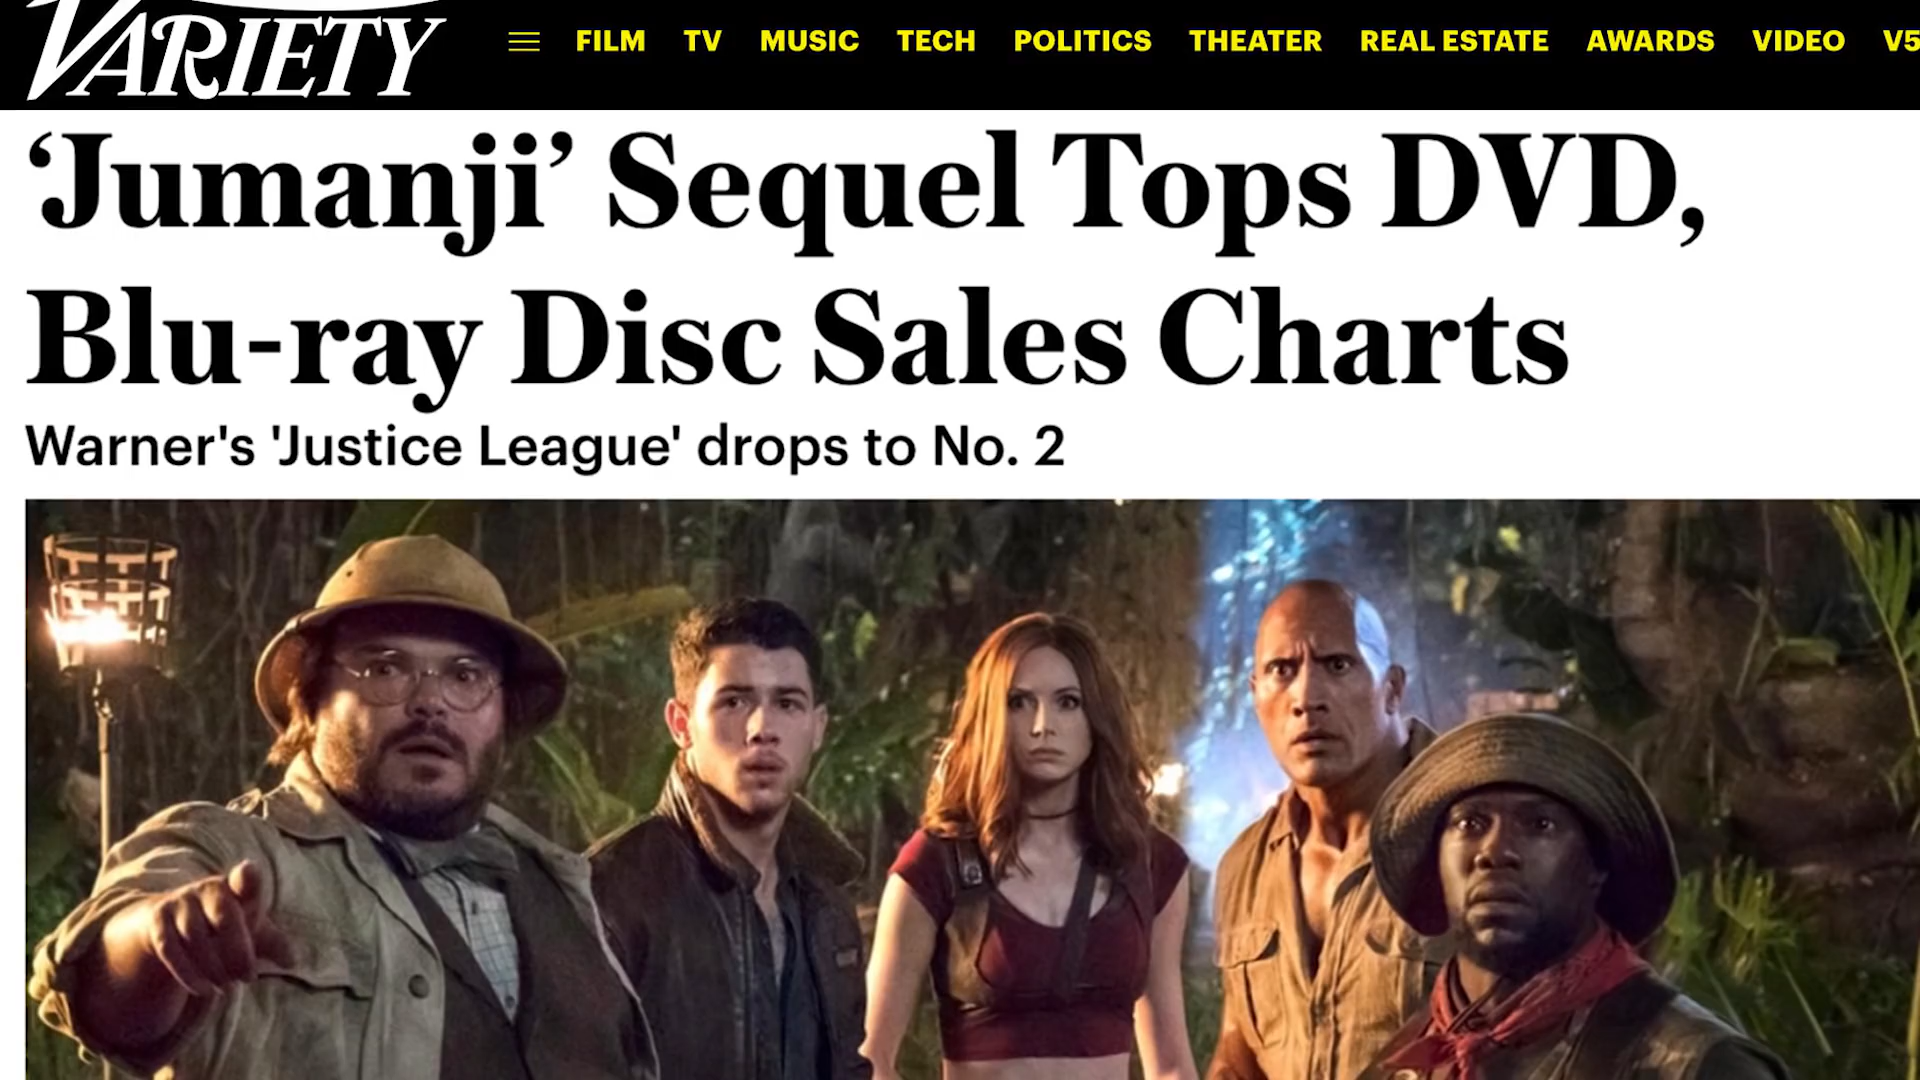 VARIETY
FILM TV MUSIC TECH POLITICS THEATER REAL ESTATE AWARDS VIDEO V5
‘Jumanji’ Sequel Tops DVD,
Blu-ray Disc Sales Charts
Warner's 'Justice League' drops to No. 2